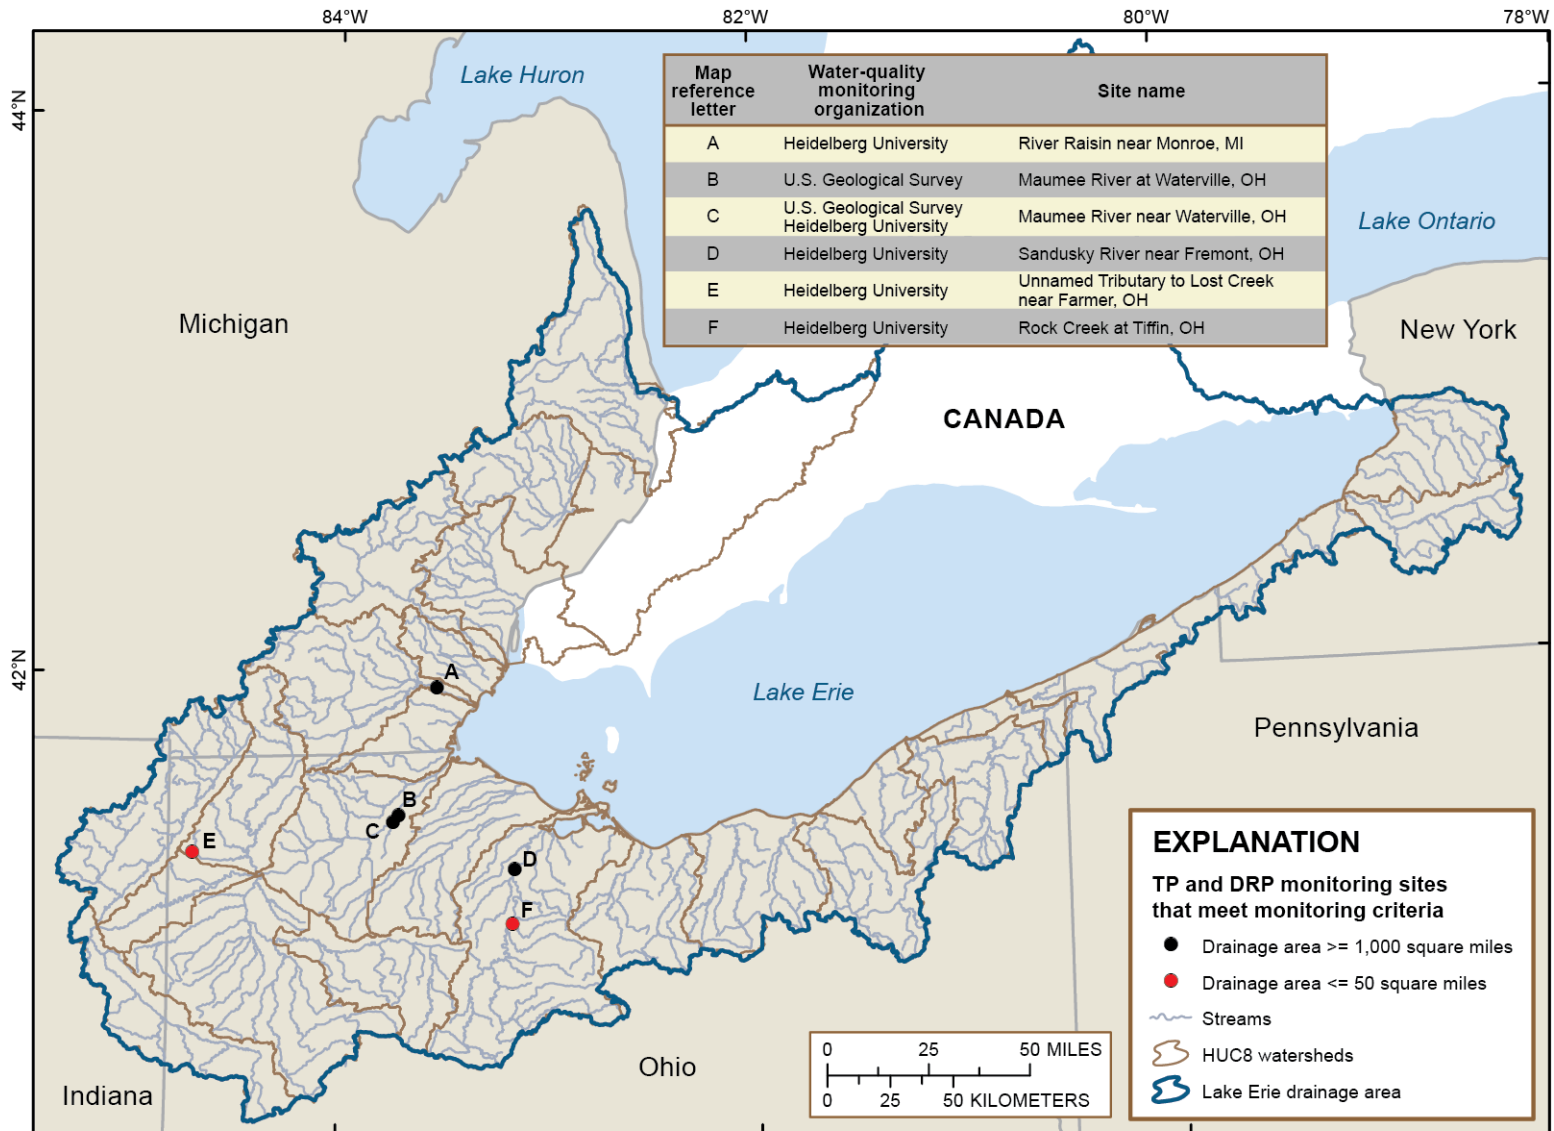 84°W
82°W
80°W
78°W
44°N
42°N
Lake Huron
Map
reference
letter
Water-quality
monitoring
organization
Site name
A
Heidelberg University
River Raisin near Monroe, MI
B
U.S. Geological Survey
Maumee River at Waterville, OH
C
U.S. Geological Survey
Heidelberg University
Maumee River near Waterville, OH
D
Heidelberg University
Sandusky River near Fremont, OH
E
Heidelberg University
Unnamed Tributary to Lost Creek
near Farmer, OH
F
Heidelberg University
Rock Creek at Tiffin, OH
Lake Ontario
Michigan
New York
CANADA
A
Lake Erie
Pennsylvania
B
C
E
D
F
Ohio
Indiana
0 25 50 MILES
0 25 50 KILOMETERS
EXPLANATION
TP and DRP monitoring sites
that meet monitoring criteria
Drainage area >= 1,000 square miles
Drainage area <= 50 square miles
Streams
HUC8 watersheds
Lake Erie drainage area